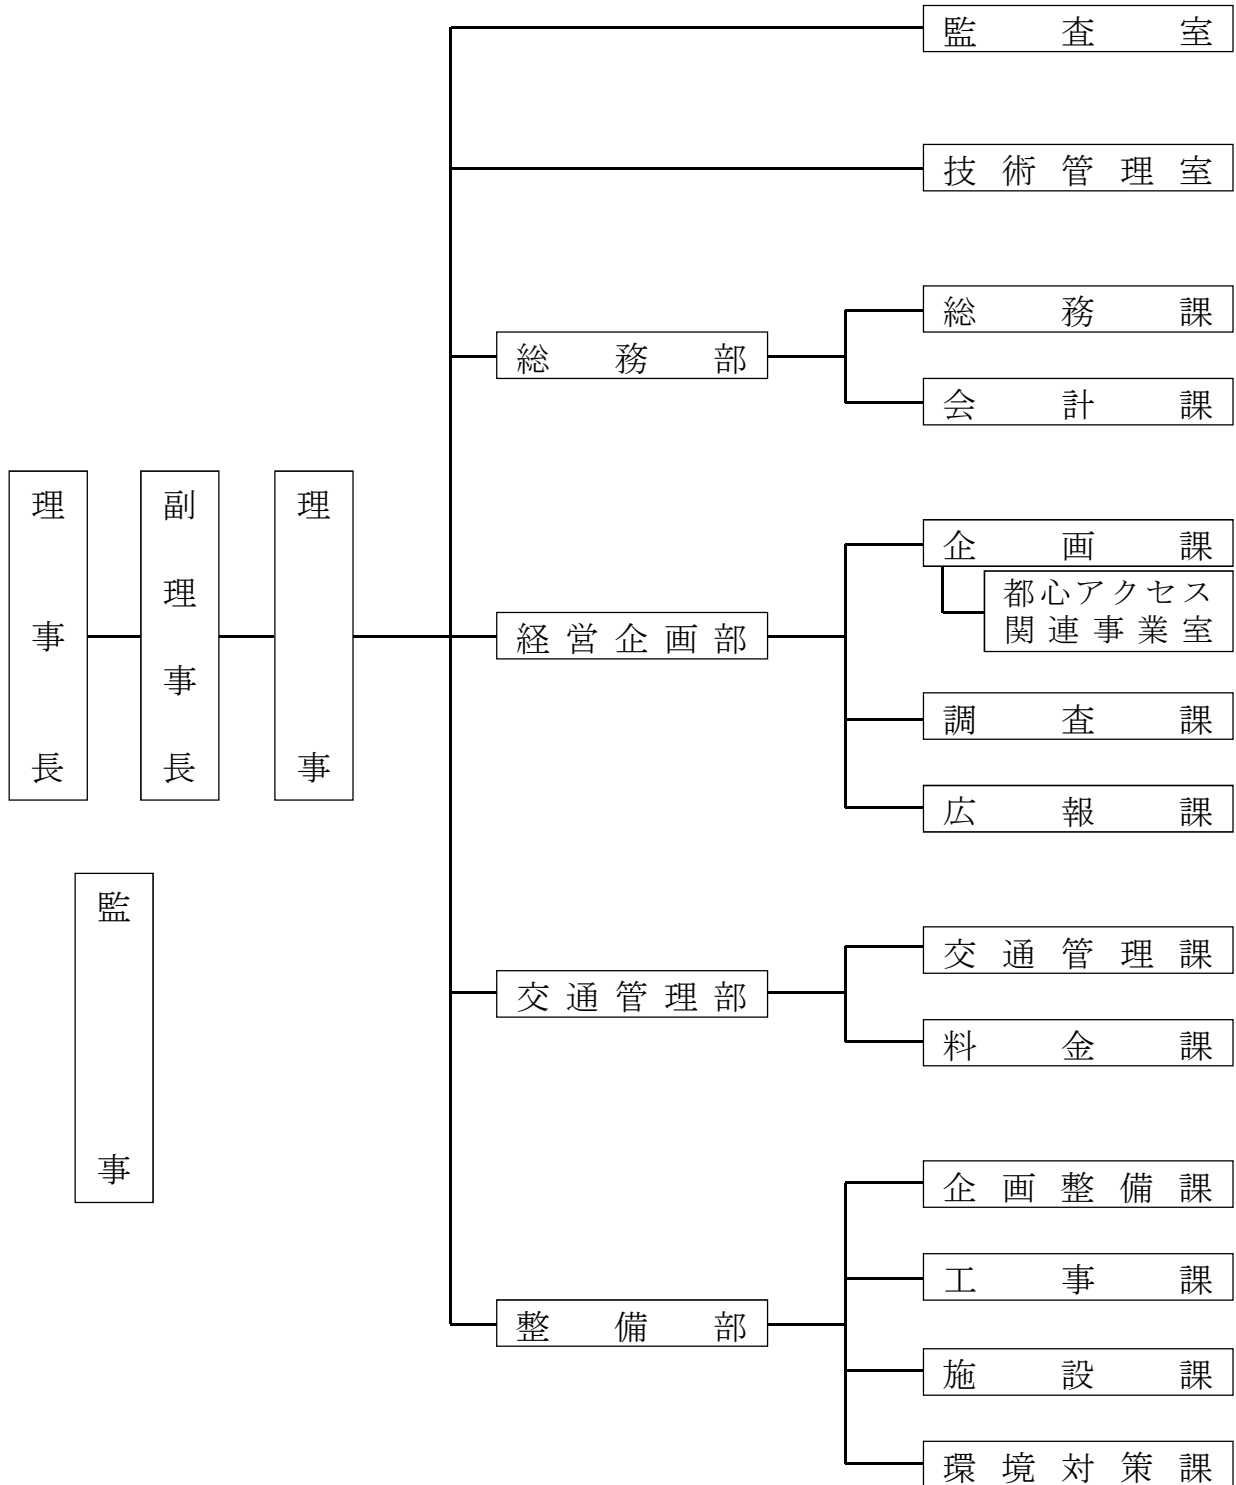 監査室
技術管理室
総務部
総務課
会計課
理事長
副理事長
理事
監事
経営企画部
企画課
都心アクセス
関連事業室
調査課
広報課
交通管理部
交通管理課
料金課
整備部
企画整備課
工事課
施設課
環境対策課